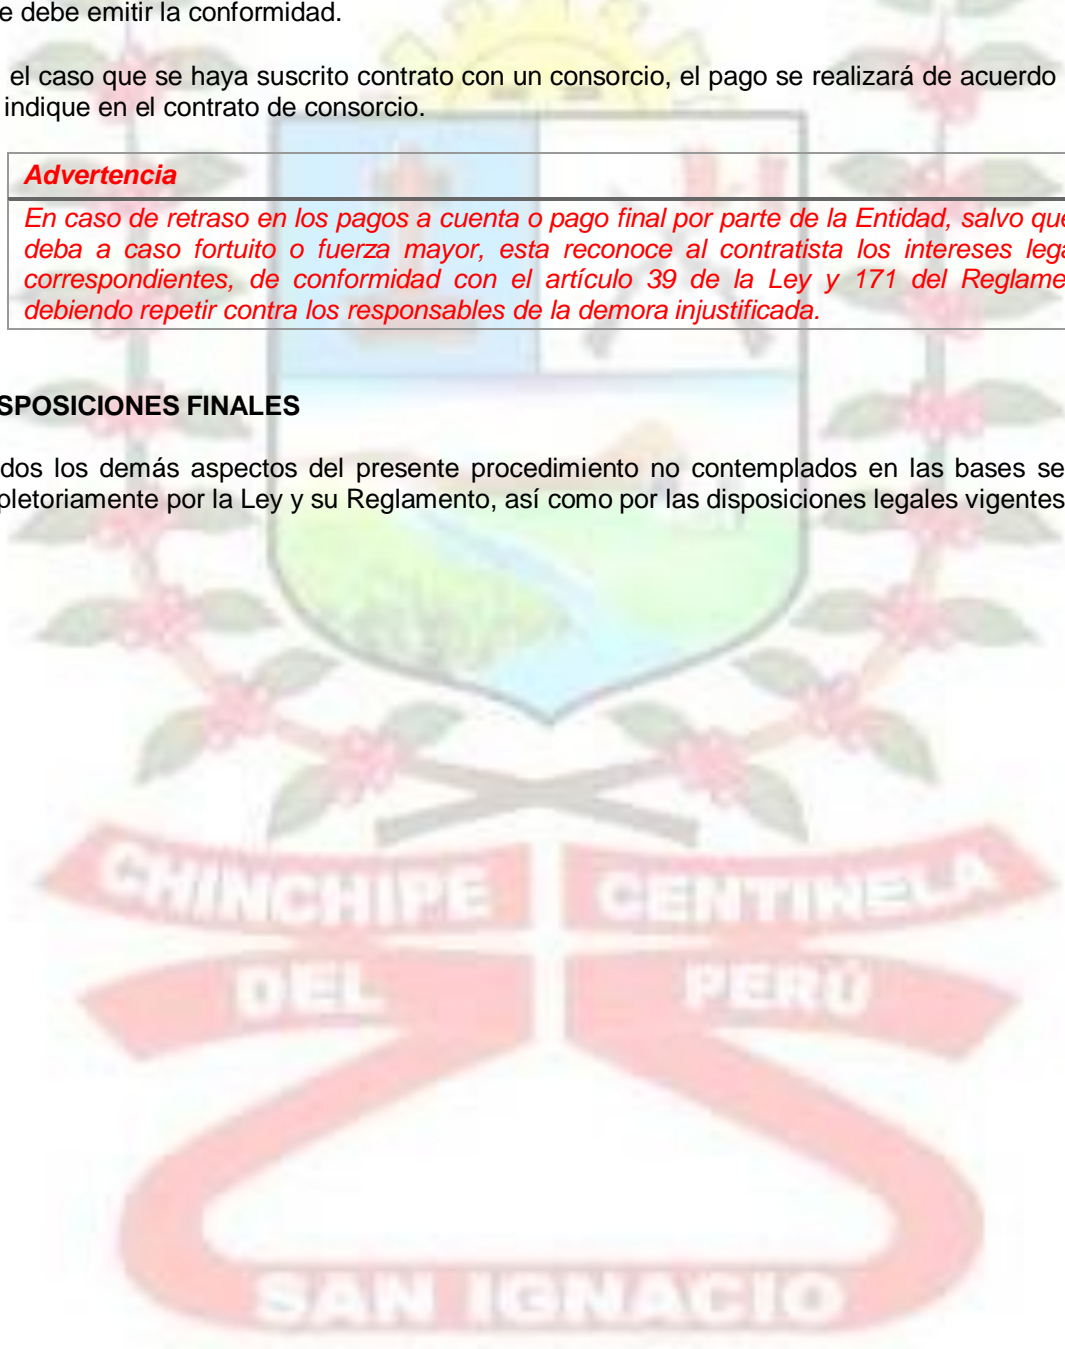 e debe emitir la conformidad.
el caso que se haya suscrito contrato con un consorcio, el pago se realizará de acuerdo
indique en el contrato de consorcio.
Advertencia
En caso de retraso en los pagos a cuenta o pago final por parte de la Entidad, salvo que
deba a caso fortuito o fuerza mayor, esta reconoce al contratista los intereses lega
correspondientes, de conformidad con el artículo 39 de la Ley y 171 del Reglame
debiendo repetir contra los responsables de la demora injustificada.
SPOSICIONES FINALES
dos los demás aspectos del presente procedimiento no contemplados en las bases se
pletoriamente por la Ley y su Reglamento, así como por las disposiciones legales vigentes
CHINCHIPE CENTINELA
DEL PERÚ
SAN IGNACIO